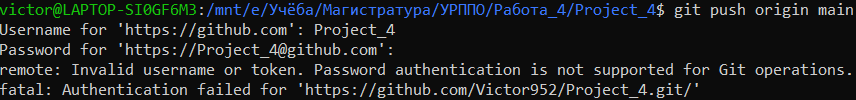 victor@LAPTOP-SI0GF6M3:/mnt/e/Учёба/Магистратура/УРППО/Работа_4/Project_4$ git push origin main
Username for 'https://github.com': Project_4
Password for 'https://Project_4@github.com':
remote: Invalid username or token. Password authentication is not supported for Git operations.
fatal: Authentication failed for 'https://github.com/Victor952/Project_4.git/'